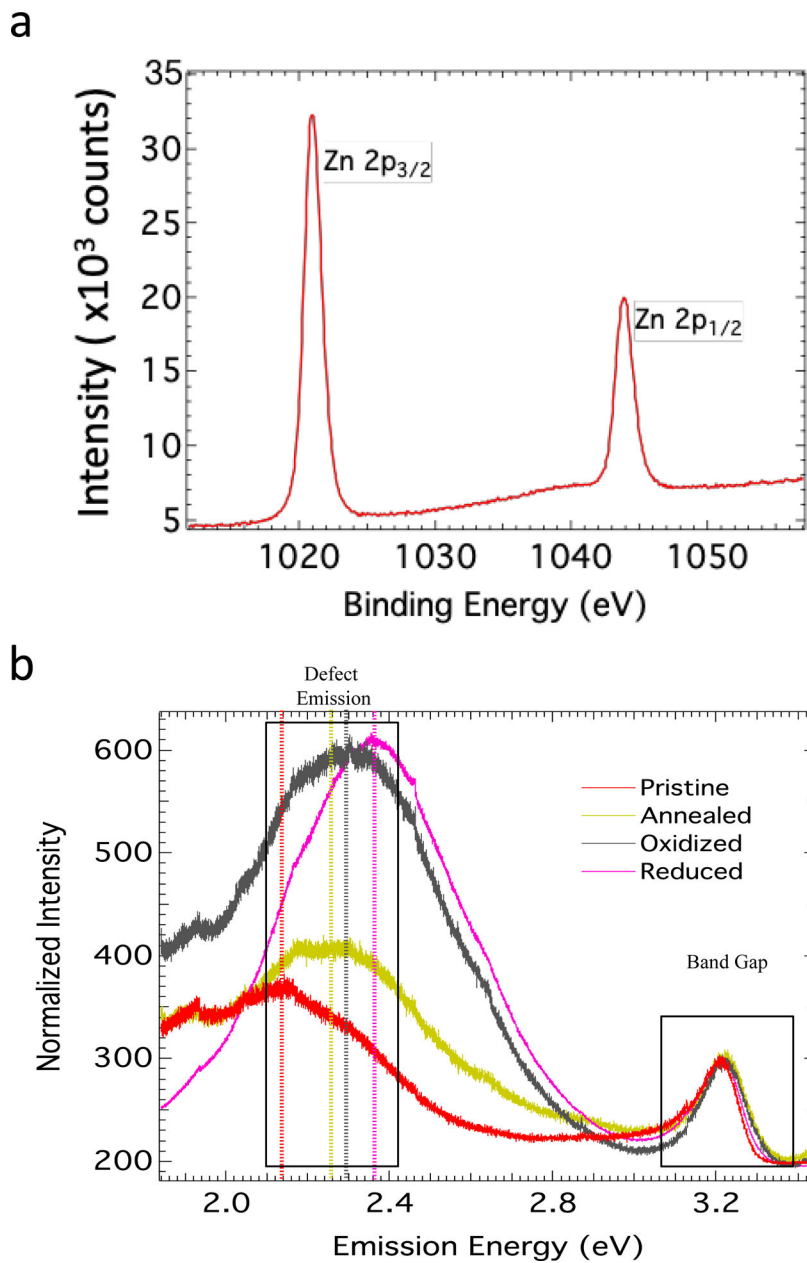 a
35
30
25
20
15
10
5
Intensity ( x10³ counts)
Zn 2p₃/₂
Zn 2p₁/₂
1020
1030
1040
1050
Binding Energy (eV)
b
Defect
Emission
600
500
400
300
200
Normalized Intensity
Pristine
Annealed
Oxidized
Reduced
Band Gap
2.0
2.4
2.8
3.2
Emission Energy (eV)